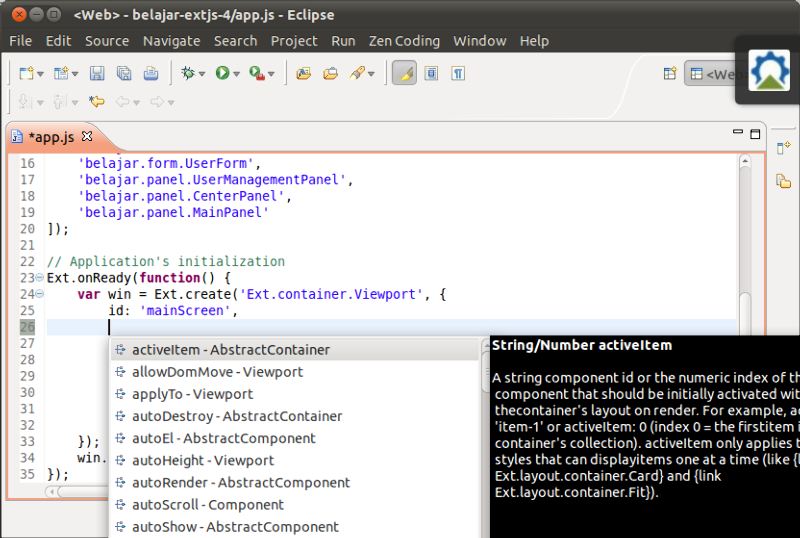 <Web> - belajar-extjs-4/app.js - Eclipse
File Edit Source Navigate Search Project Run Zen Coding Window Help
<Web
*app.js
16 'belajar.form.UserForm',
17 'belajar.panel.UserManagementPanel',
18 'belajar.panel.CenterPanel',
19 'belajar.panel.MainPanel'
20 ]);
21
22 // Application's initialization
23 Ext.onReady(function() {
24 var win = Ext.create('Ext.container.Viewport', {
25 id: 'mainScreen',
26
27
28
29
30
31
32
33 });
34 win.
35 });
activeItem - AbstractContainer
allowDomMove - Viewport
applyTo - Viewport
autoDestroy - AbstractContainer
autoEl - AbstractComponent
autoHeight - Viewport
autoRender - AbstractComponent
autoScroll - Component
autoShow - AbstractComponent
String/Number activeItem
A string component id or the numeric index of th
component that should be initially activated wit
thecontainer's layout on render. For example, a
'item-1' or activeItem: 0 (index 0 = the firstitem i
container's collection). activeItem only applies t
styles that can displayitems one at a time (like {l
Ext.layout.container.Card} and {link
Ext.layout.container.Fit}).